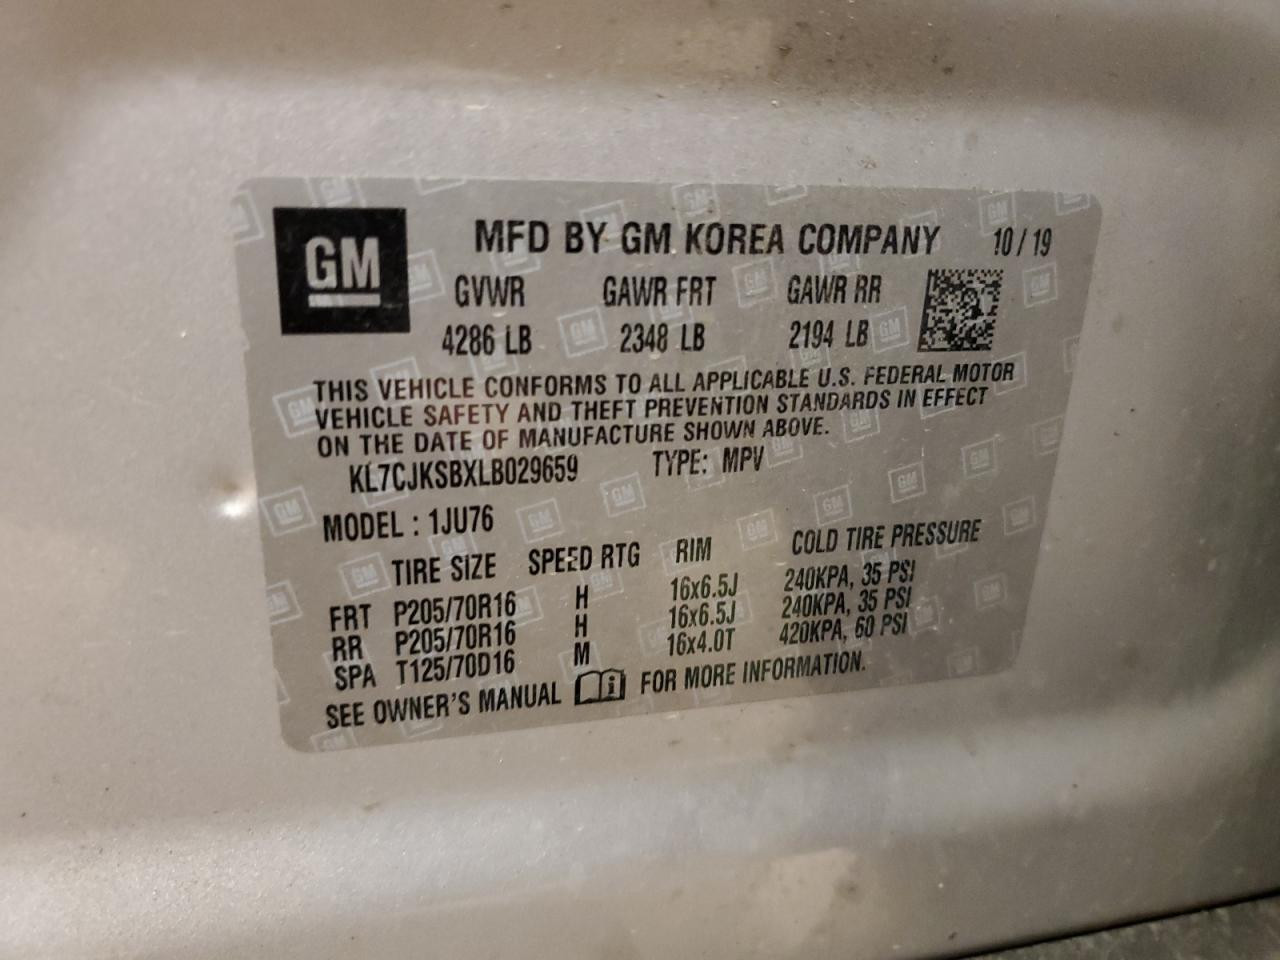 GM
MFD BY GM KOREA COMPANY 10/19
GVWR GAWR FRT GAWR RR
4286 LB 2348 LB 2194 LB
THIS VEHICLE CONFORMS TO ALL APPLICABLE U.S. FEDERAL MOTOR
VEHICLE SAFETY AND THEFT PREVENTION STANDARDS IN EFFECT
ON THE DATE OF MANUFACTURE SHOWN ABOVE.
KL7CJKSBXLB029659 TYPE: MPV
MODEL : 1JU76
TIRE SIZE SPEED RTG RIM COLD TIRE PRESSURE
FRT P205/70R16 H 16x6.5J 240KPA, 35 PSI
RR P205/70R16 H 16x6.5J 240KPA, 35 PSI
SPA T125/70D16 M 16x4.0T 420KPA, 60 PSI
SEE OWNER'S MANUAL FOR MORE INFORMATION.